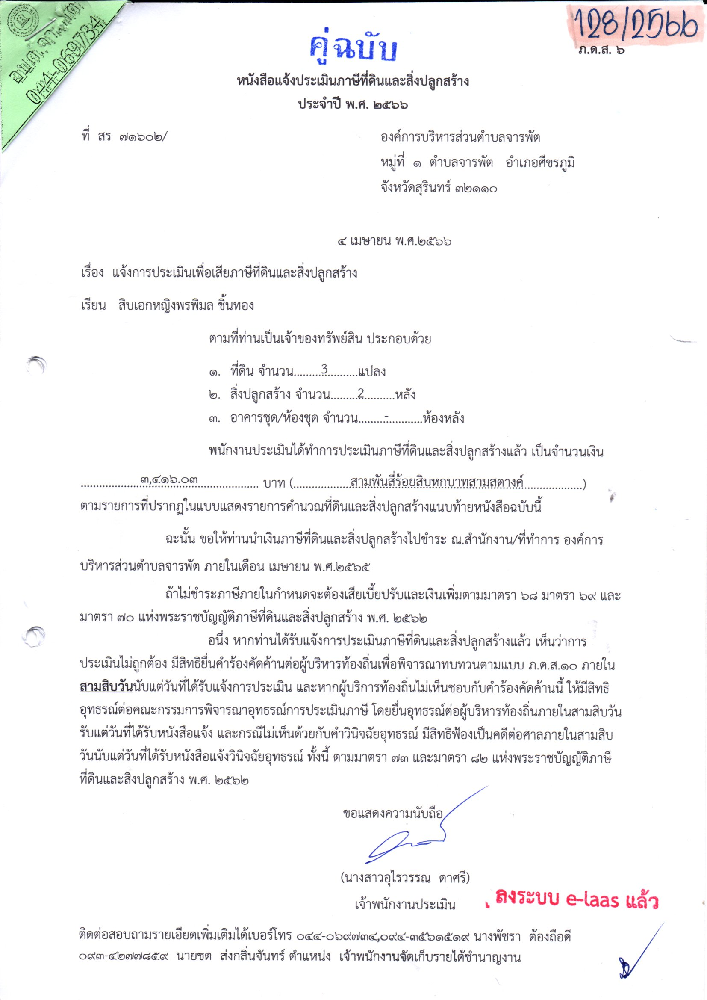 อบต.จารพัต
044-069734
128/2566
ภ.ด.ส. ๖
คู่ฉบับ
หนังสือแจ้งประเมินภาษีที่ดินและสิ่งปลูกสร้าง
ประจำปี พ.ศ. ๒๕๖๖
ที่ สร ๗๑๖๐๒/
องค์การบริหารส่วนตำบลจารพัต
หมู่ที่ ๑ ตำบลจารพัต อำเภอศีขรภูมิ
จังหวัดสุรินทร์ ๓๒๑๑๐
๔ เมษายน พ.ศ.๒๕๖๖
เรื่อง แจ้งการประเมินเพื่อเสียภาษีที่ดินและสิ่งปลูกสร้าง
เรียน สิบเอกหญิงพรพิมล ชิ้นทอง
ตามที่ท่านเป็นเจ้าของทรัพย์สิน ประกอบด้วย
๑. ที่ดิน จำนวน.........3...........แปลง
๒. สิ่งปลูกสร้าง จำนวน.........2..........หลัง
๓. อาคารชุด/ห้องชุด จำนวน.........-...........ห้องหลัง
พนักงานประเมินได้ทำการประเมินภาษีที่ดินและสิ่งปลูกสร้างแล้ว เป็นจำนวนเงิน
...................๓,๔๑๖.๐๓................... บาท (.................สามพันสี่ร้อยสิบหกบาทสามสตางค์.................)
ตามรายการที่ปรากฏในแบบแสดงรายการคำนวณที่ดินและสิ่งปลูกสร้างแนบท้ายหนังสือฉบับนี้
ฉะนั้น ขอให้ท่านนำเงินภาษีที่ดินและสิ่งปลูกสร้างไปชำระ ณ.สำนักงาน/ที่ทำการ องค์การ
บริหารส่วนตำบลจารพัต ภายในเดือน เมษายน พ.ศ.๒๕๖๕
ถ้าไม่ชำระภาษีภายในกำหนดจะต้องเสียเบี้ยปรับและเงินเพิ่มตามมาตรา ๖๘ มาตรา ๖๙ และ
มาตรา ๗๐ แห่งพระราชบัญญัติภาษีที่ดินและสิ่งปลูกสร้าง พ.ศ. ๒๕๖๒
อนึ่ง หากท่านได้รับแจ้งการประเมินภาษีที่ดินและสิ่งปลูกสร้างแล้ว เห็นว่าการ
ประเมินไม่ถูกต้อง มีสิทธิยื่นคำร้องคัดค้านต่อผู้บริหารท้องถิ่นเพื่อพิจารณาทบทวนตามแบบ ภ.ด.ส.๑๐ ภายใน
สามสิบวันนับแต่วันที่ได้รับแจ้งการประเมิน และหากผู้บริการท้องถิ่นไม่เห็นชอบกับคำร้องคัดค้านนี้ ให้มีสิทธิ
อุทธรณ์ต่อคณะกรรมการพิจารณาอุทธรณ์การประเมินภาษี โดยยื่นอุทธรณ์ต่อผู้บริหารท้องถิ่นภายในสามสิบวัน
รับแต่วันที่ได้รับหนังสือแจ้ง และกรณีไม่เห็นด้วยกับคำวินิจฉัยอุทธรณ์ มีสิทธิฟ้องเป็นคดีต่อศาลภายในสามสิบ
วันนับแต่วันที่ได้รับหนังสือแจ้งวินิจฉัยอุทธรณ์ ทั้งนี้ ตามมาตรา ๗๓ และมาตรา ๘๒ แห่งพระราชบัญญัติภาษี
ที่ดินและสิ่งปลูกสร้าง พ.ศ. ๒๕๖๒
ขอแสดงความนับถือ
(นางสาวอุไรวรรณ ดาศรี)
เจ้าพนักงานประเมิน
ลงระบบ e-laas แล้ว
ติดต่อสอบถามรายเอียดเพิ่มเติมได้เบอร์โทร ๐๔๔-๐๖๙๗๓๔,๐๙๔-๓๕๖๑๕๑๙ นางพัชรา ต้องถือดี
๐๙๓-๔๒๗๗๘๕๙ นายชด ส่งกลิ่นจันทร์ ตำแหน่ง เจ้าพนักงานจัดเก็บรายได้ชำนาญงาน